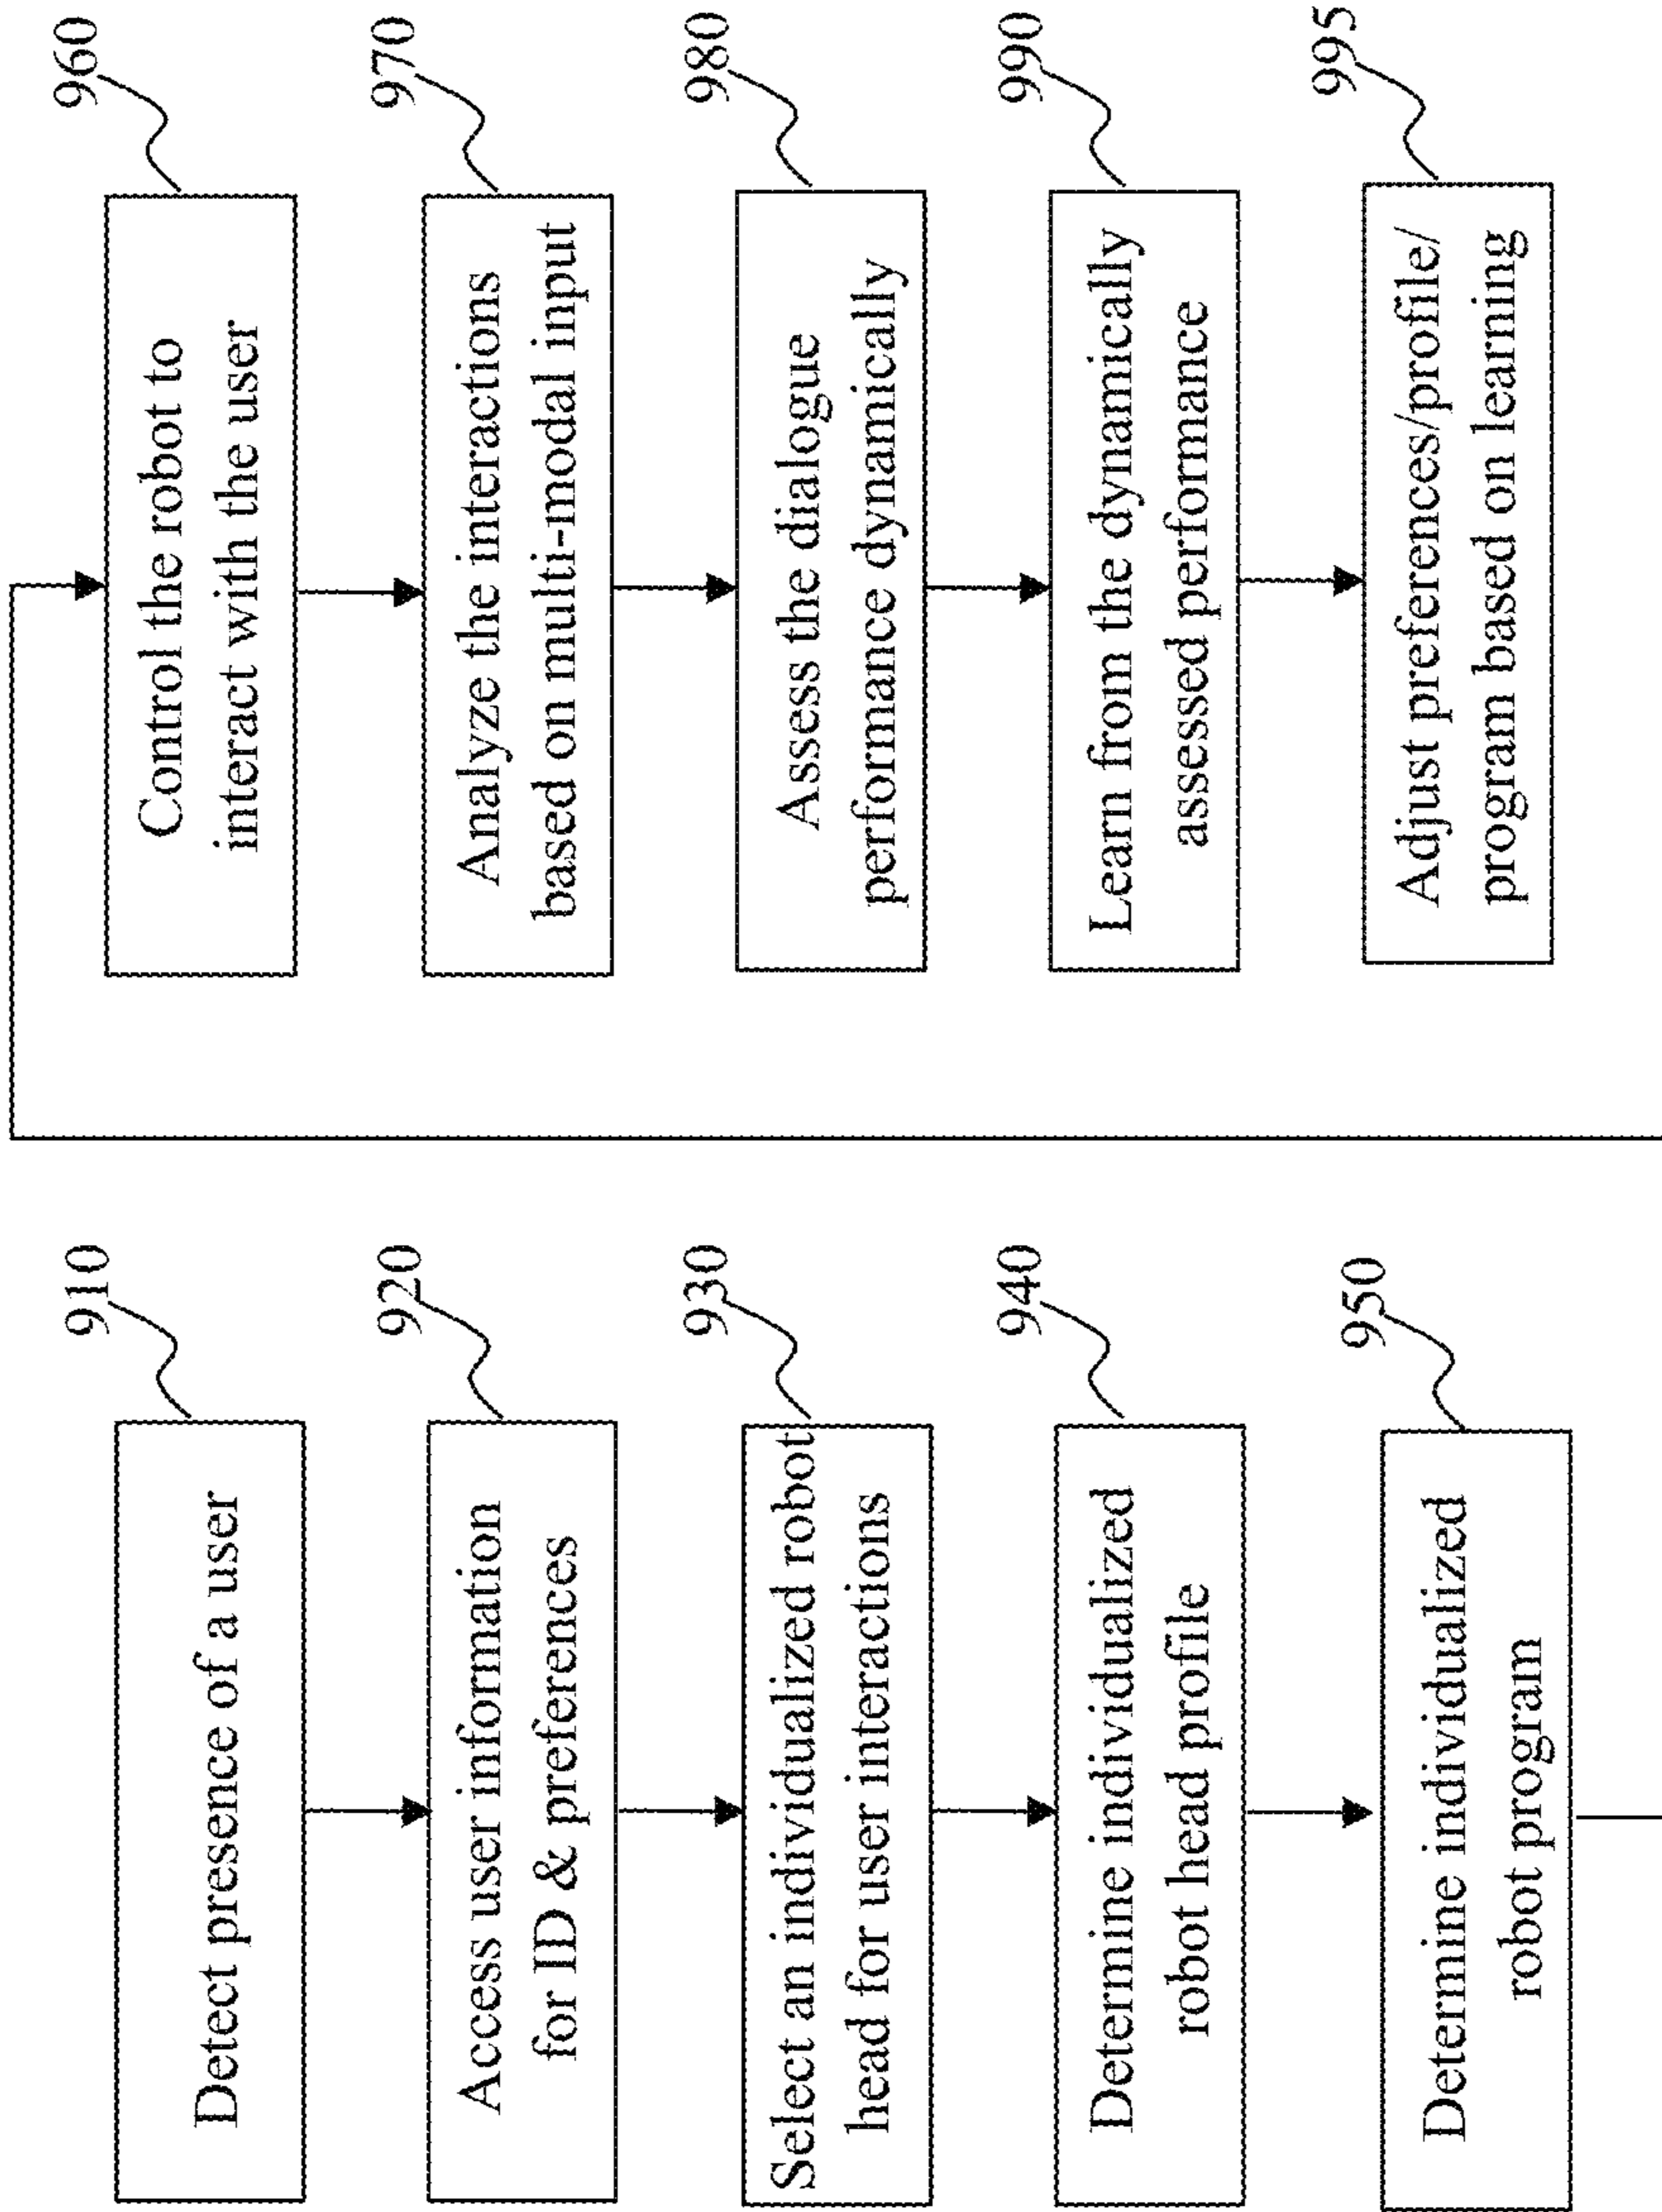 910
Detect presence of a user
920
Access user information
for ID & preferences
930
Select an individualized robot
head for user interactions
940
Determine individualized
robot head profile
950
Determine individualized
robot program
960
Control the robot to
interact with the user
970
Analyze the interactions
based on multi-modal input
980
Assess the dialogue
performance dynamically
990
Learn from the dynamically
assessed performance
995
Adjust preferences/profile/
program based on learning